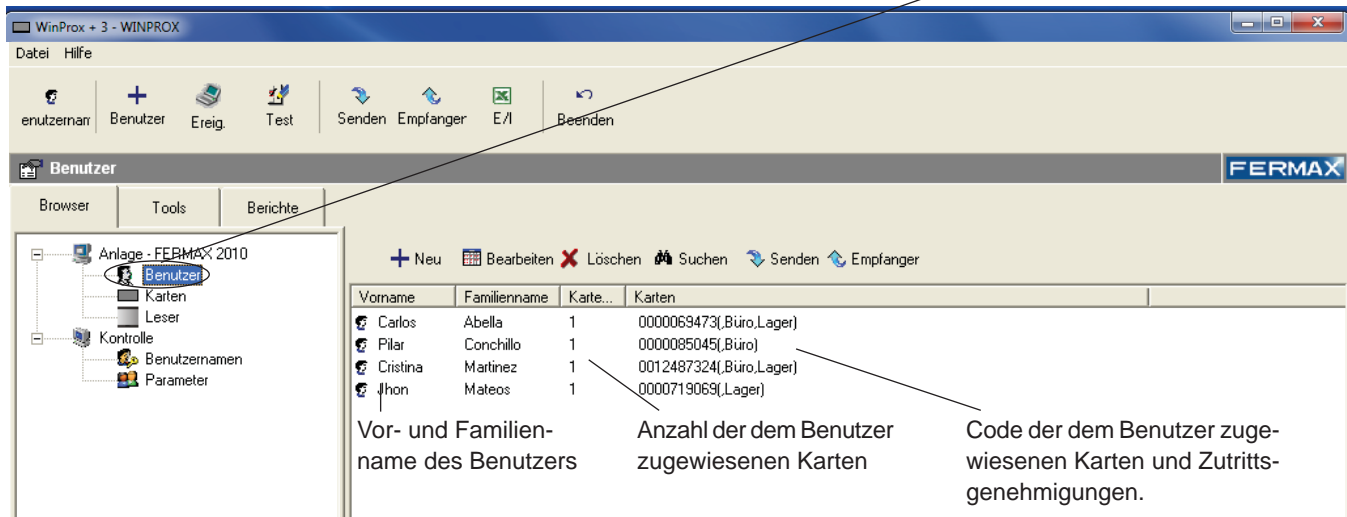 WinProx + 3 - WINPROX
Datei Hilfe
enutzernam Benutzer Ereig. Test Senden Empfanger E/I Beenden
Benutzer FERMAX
Browser Tools Berichte
Anlage - FERMAX 2010
Neu Bearbeiten Löschen Suchen Senden Empfanger
Benutzer
Karten
Leser
Kontrolle
Benutzernamen
Parameter
Vorname Familienname Karte... Karten
Carlos Abella 1 0000069473(,Büro,Lager)
Pilar Conchillo 1 0000085045(,Büro)
Cristina Martinez 1 0012487324(,Büro,Lager)
Jhon Mateos 1 0000719069(,Lager)
Vor- und Familien-
name des Benutzers
Anzahl der dem Benutzer
zugewiesenen Karten
Code der dem Benutzer zuge-
wiesenen Karten und Zutritts-
genehmigungen.